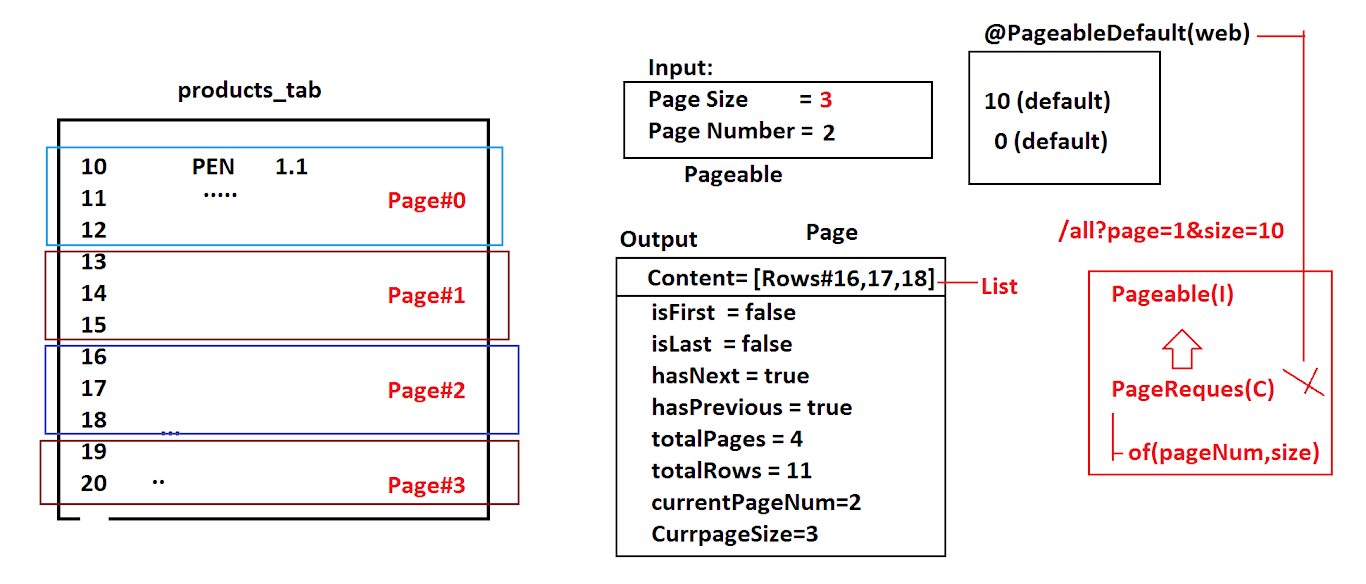 products_tab
10 PEN 1.1
11 .....
Page#0
12
13
14 Page#1
15
16
17 Page#2
18 ...
19
20 ..
Page#3
Input:
Page Size = 3
Page Number = 2
Pageable
Output Page
Content= [Rows#16,17,18] List
isFirst = false
isLast = false
hasNext = true
hasPrevious = true
totalPages = 4
totalRows = 11
currentPageNum=2
CurrpageSize=3
@PageableDefault(web)
10 (default)
0 (default)
/all?page=1&size=10
Pageable(I)
PageReques(C)
of(pageNum,size)